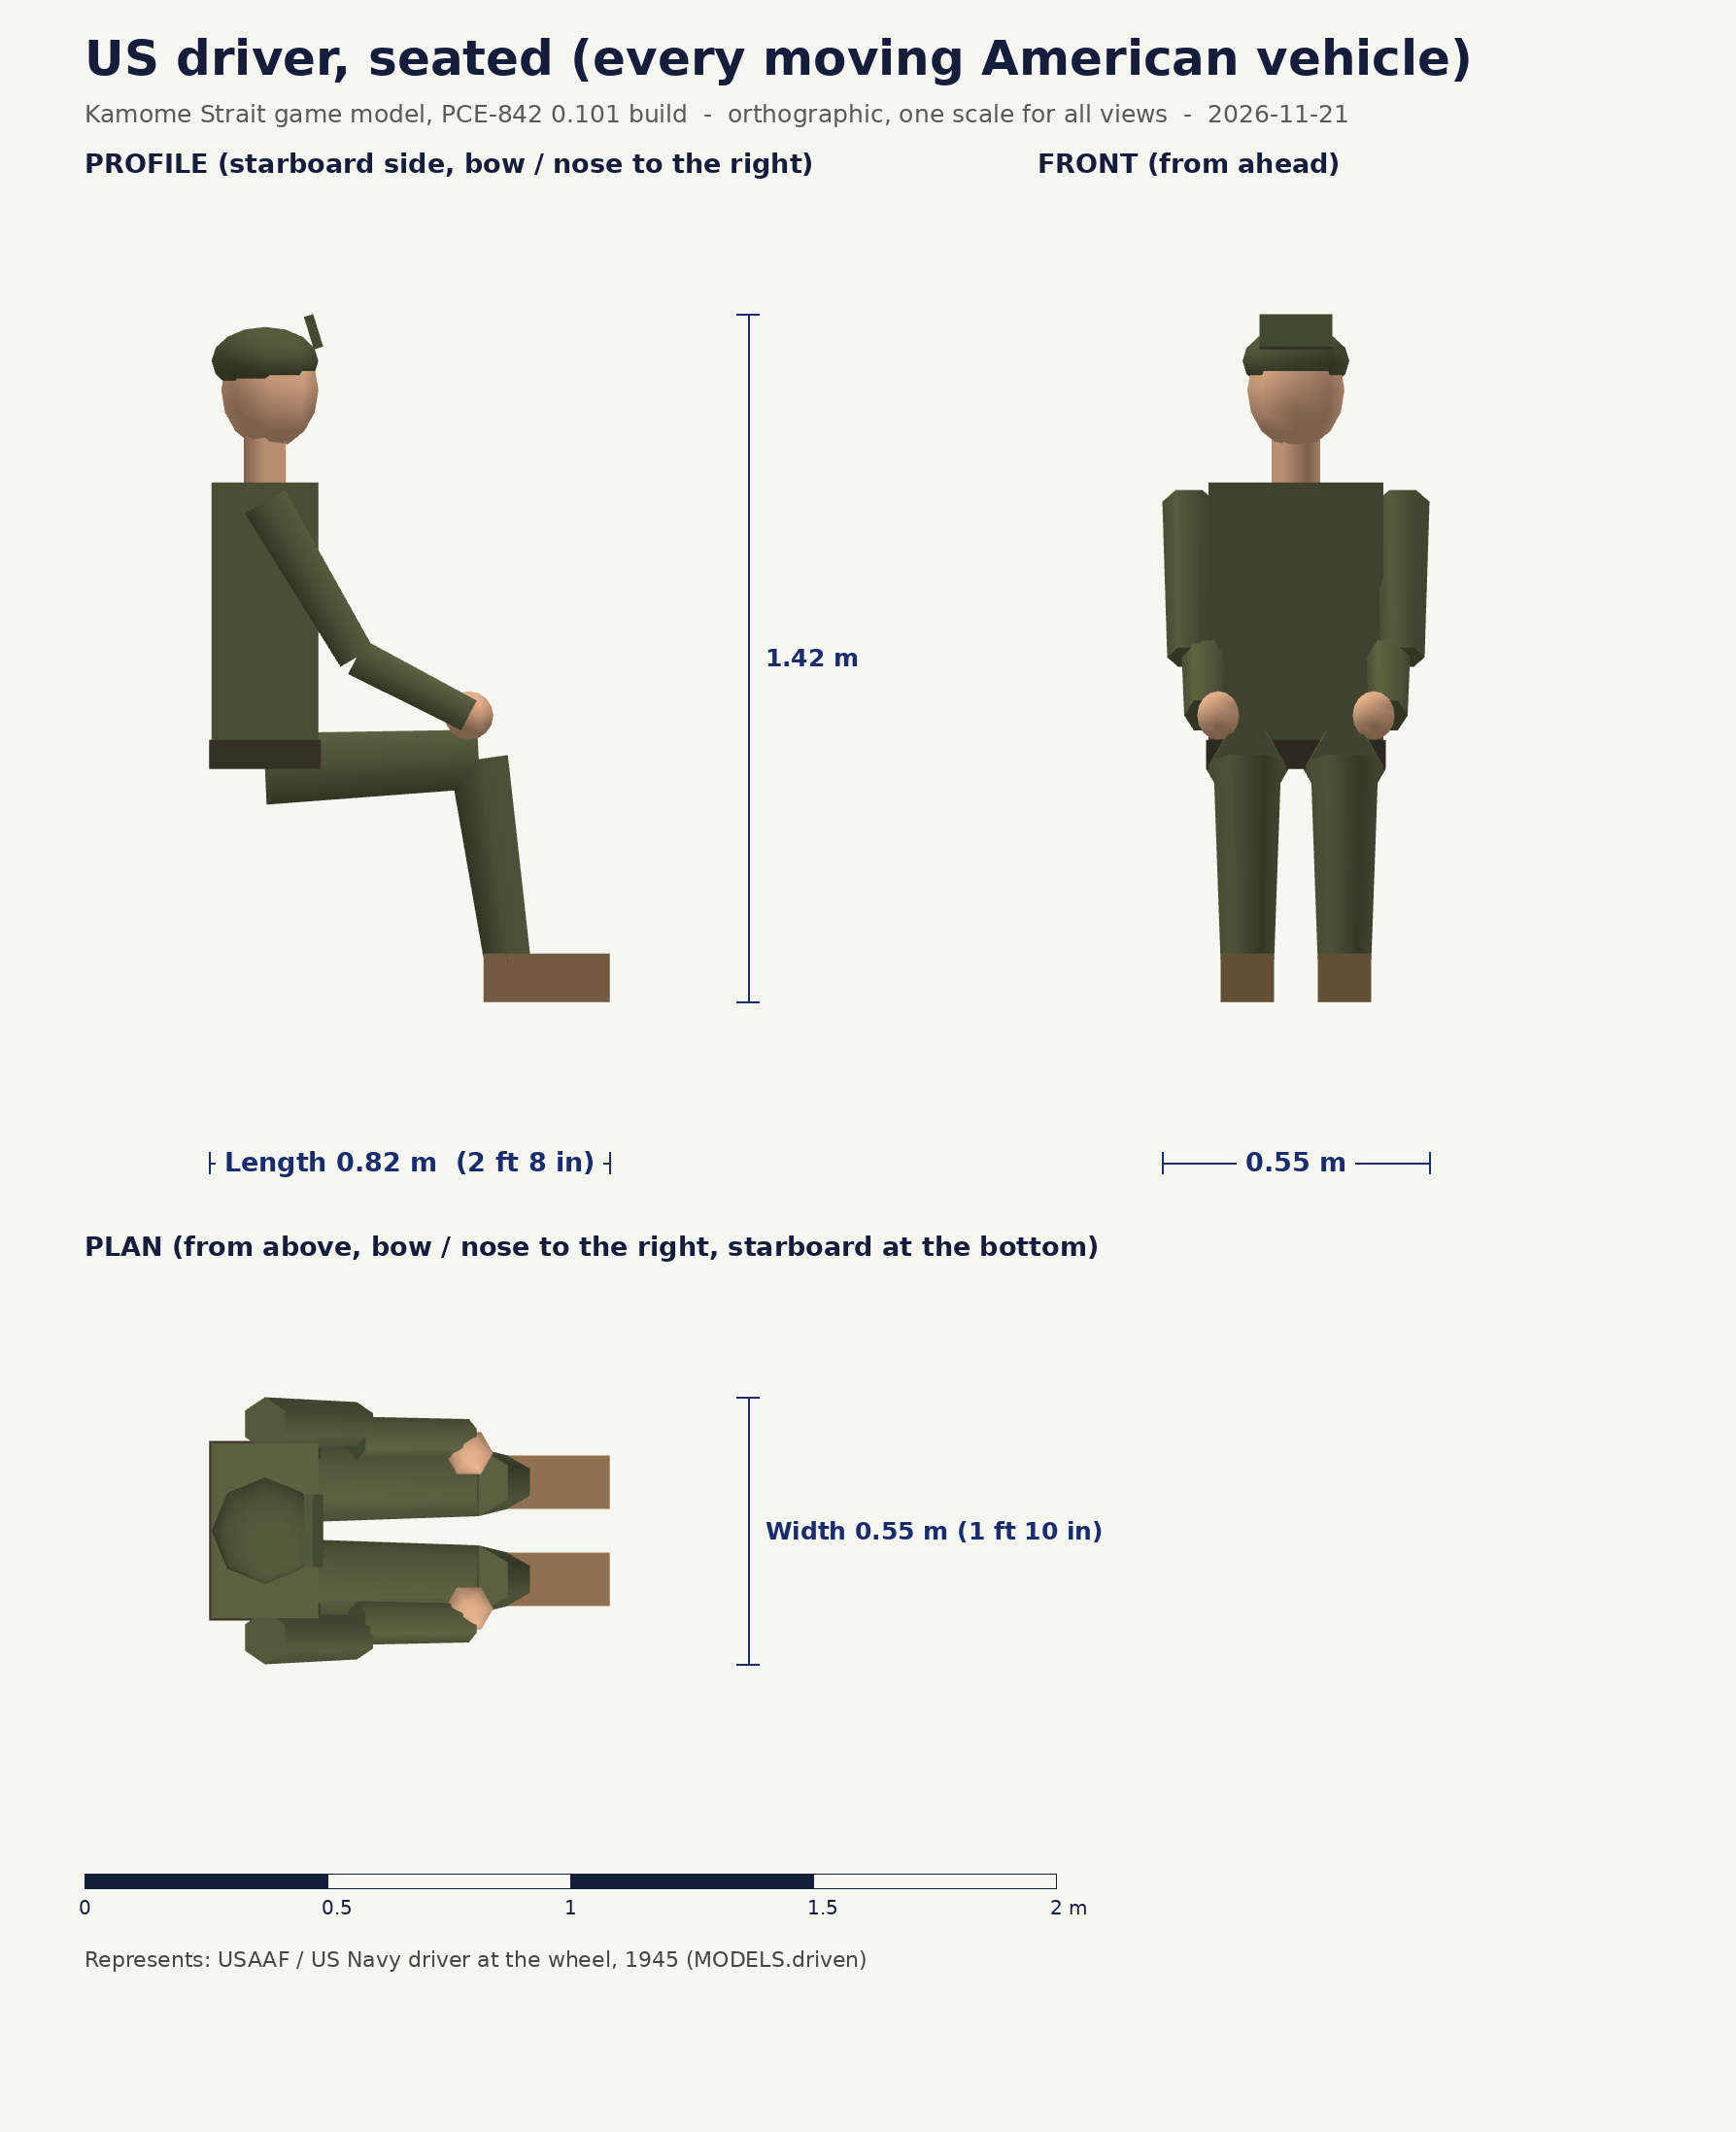 US driver, seated (every moving American vehicle)
Kamome Strait game model, PCE-842 0.101 build - orthographic, one scale for all views - 2026-11-21
PROFILE (starboard side, bow / nose to the right)
FRONT (from ahead)
1.42 m
Length 0.82 m (2 ft 8 in)
0.55 m
PLAN (from above, bow / nose to the right, starboard at the bottom)
Width 0.55 m (1 ft 10 in)
0 0.5 1 1.5 2 m
Represents: USAAF / US Navy driver at the wheel, 1945 (MODELS.driven)